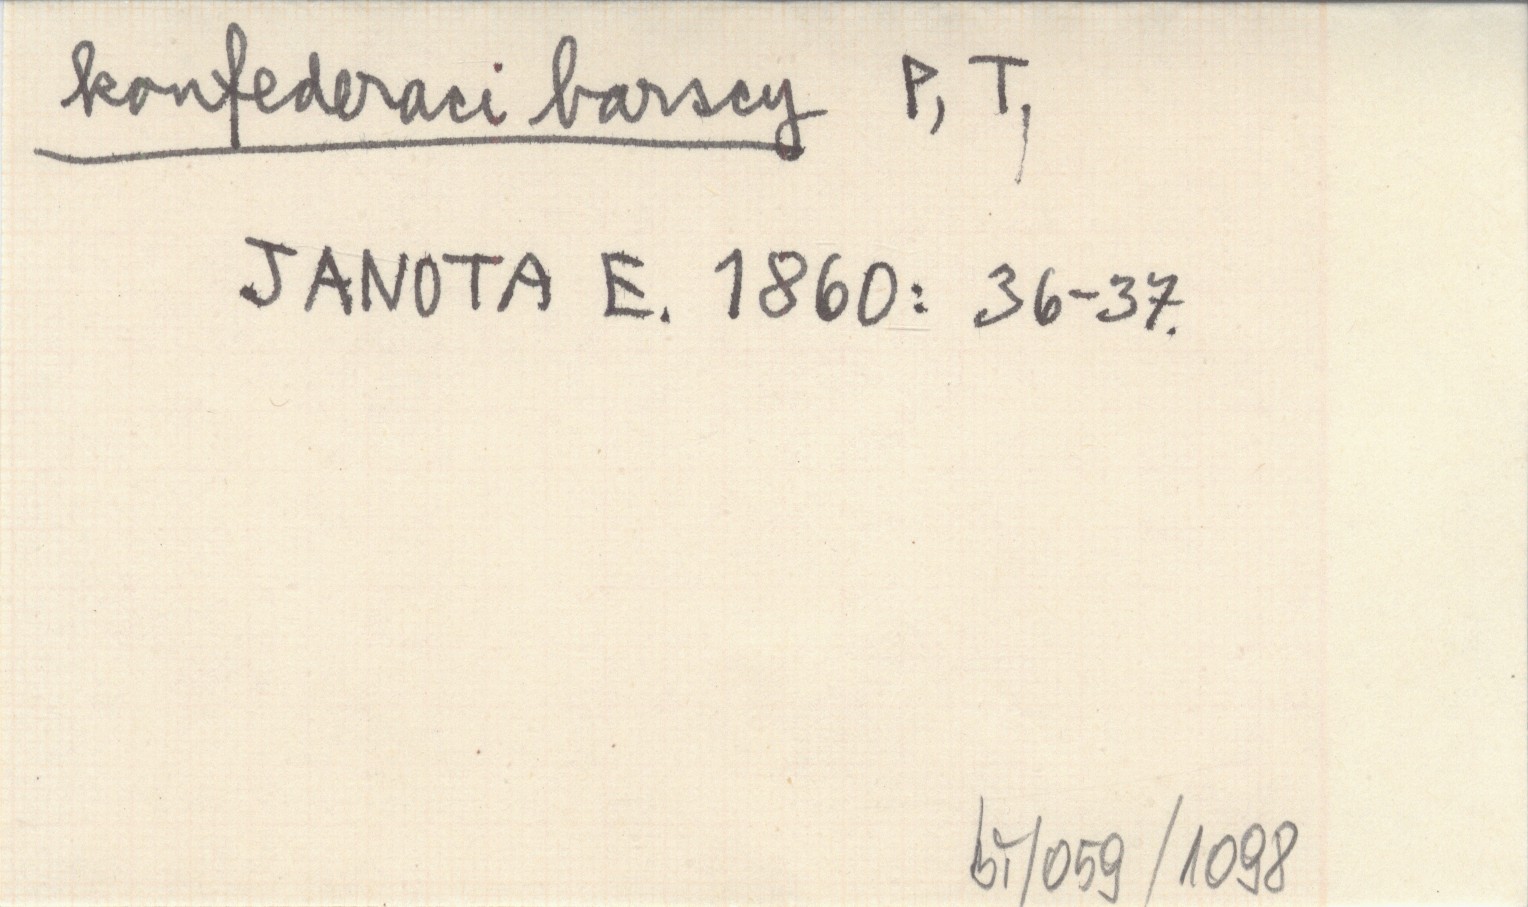 konfederaci barscy P, T,
JANOTA E. 1860: 36-37.
bi/059/1098